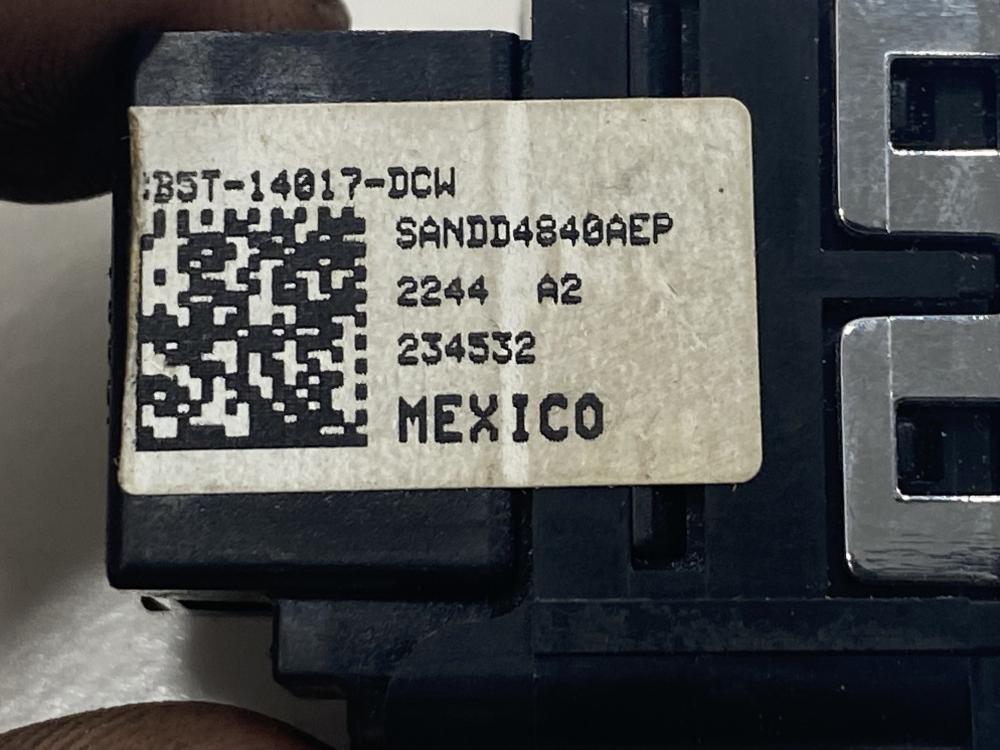 B5T-14017-DCW
SANDD4840AEP
2244 A2
234532
MEXICO